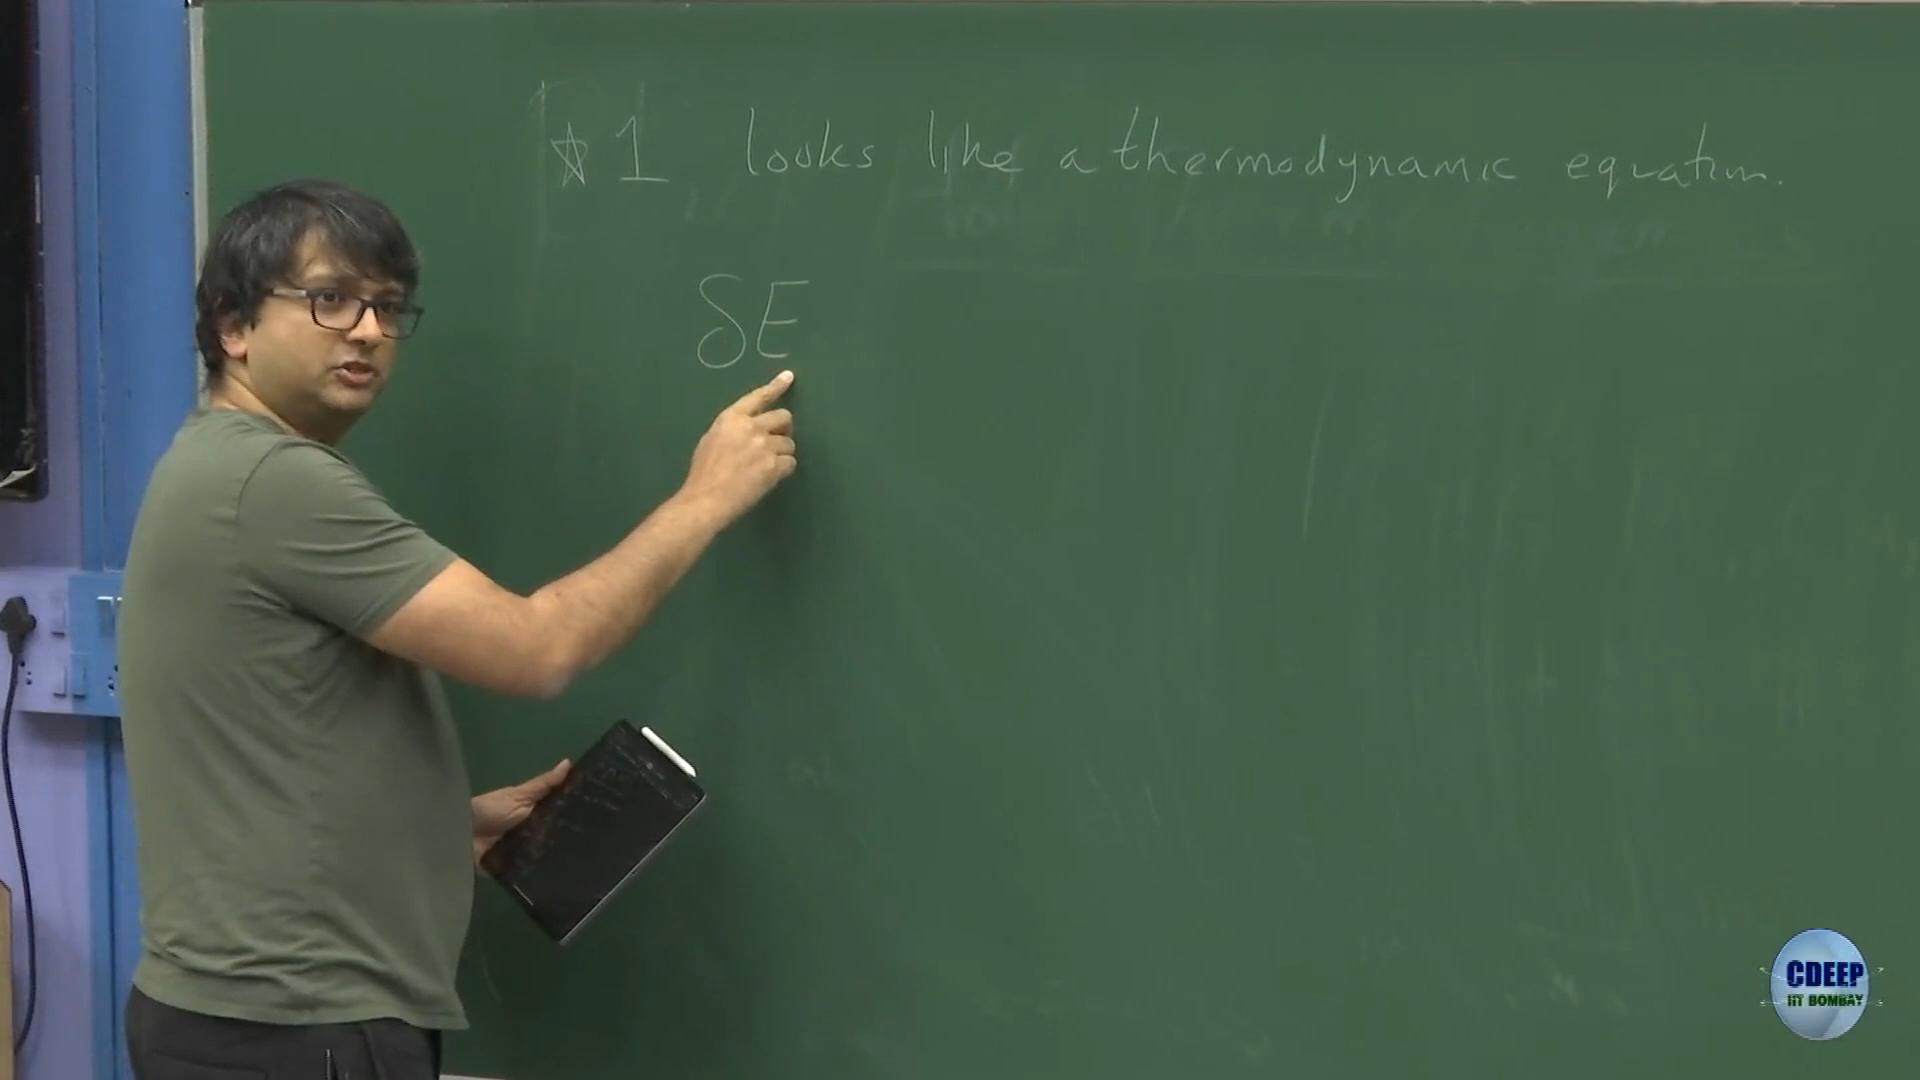 ☆ 1 looks like a thermodynamic equation.
δE
CDEEP
IIT BOMBAY